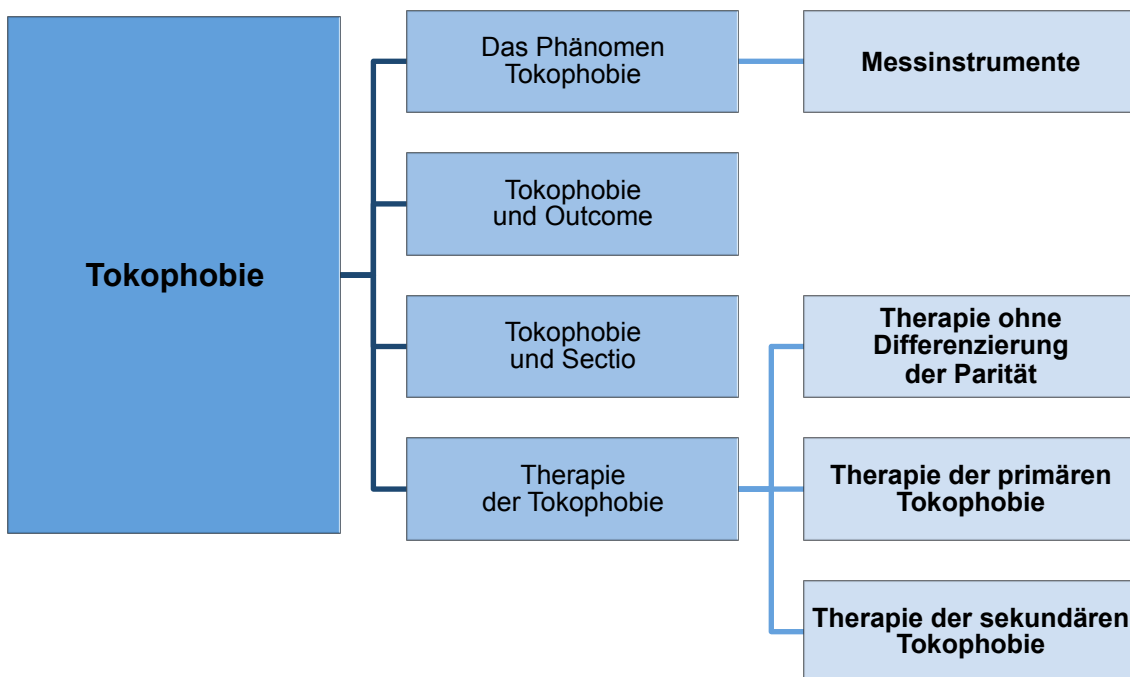 Tokophobie
Das Phänomen
Tokophobie
Messinstrumente
Tokophobie
und Outcome
Tokophobie
und Sectio
Therapie
der Tokophobie
Therapie ohne
Differenzierung
der Parität
Therapie der primären
Tokophobie
Therapie der sekundären
Tokophobie